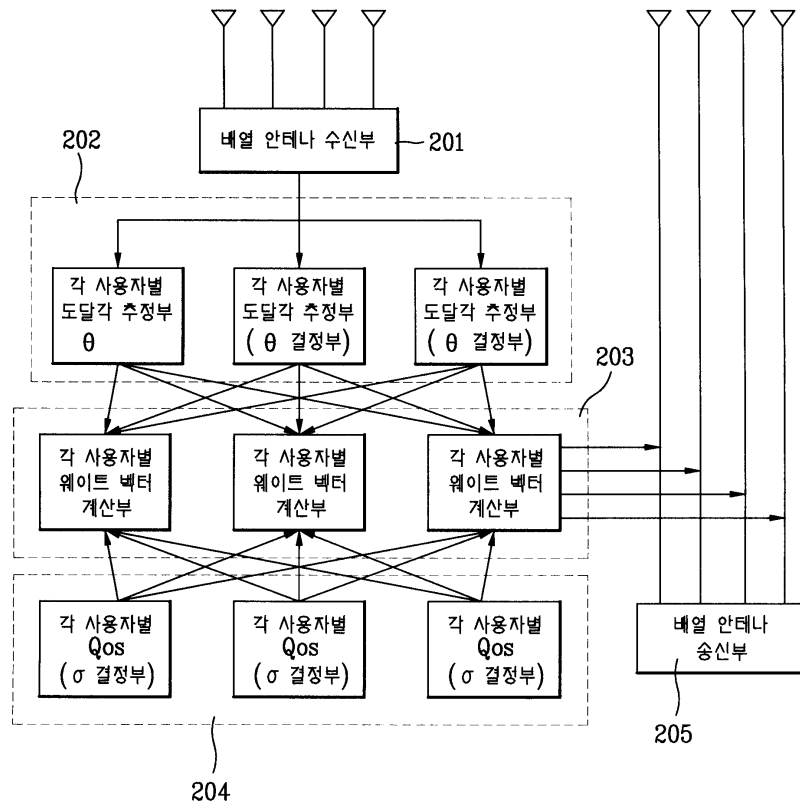 배열 안테나 수신부
201
202
각 사용자별
도달각 추정부
θ
각 사용자별
도달각 추정부
(θ 결정부)
각 사용자별
도달각 추정부
(θ 결정부)
203
각 사용자별
웨이트 벡터
계산부
각 사용자별
웨이트 벡터
계산부
각 사용자별
웨이트 벡터
계산부
각 사용자별
Qos
(σ 결정부)
각 사용자별
Qos
(σ 결정부)
각 사용자별
Qos
(σ 결정부)
204
배열 안테나
송신부
205